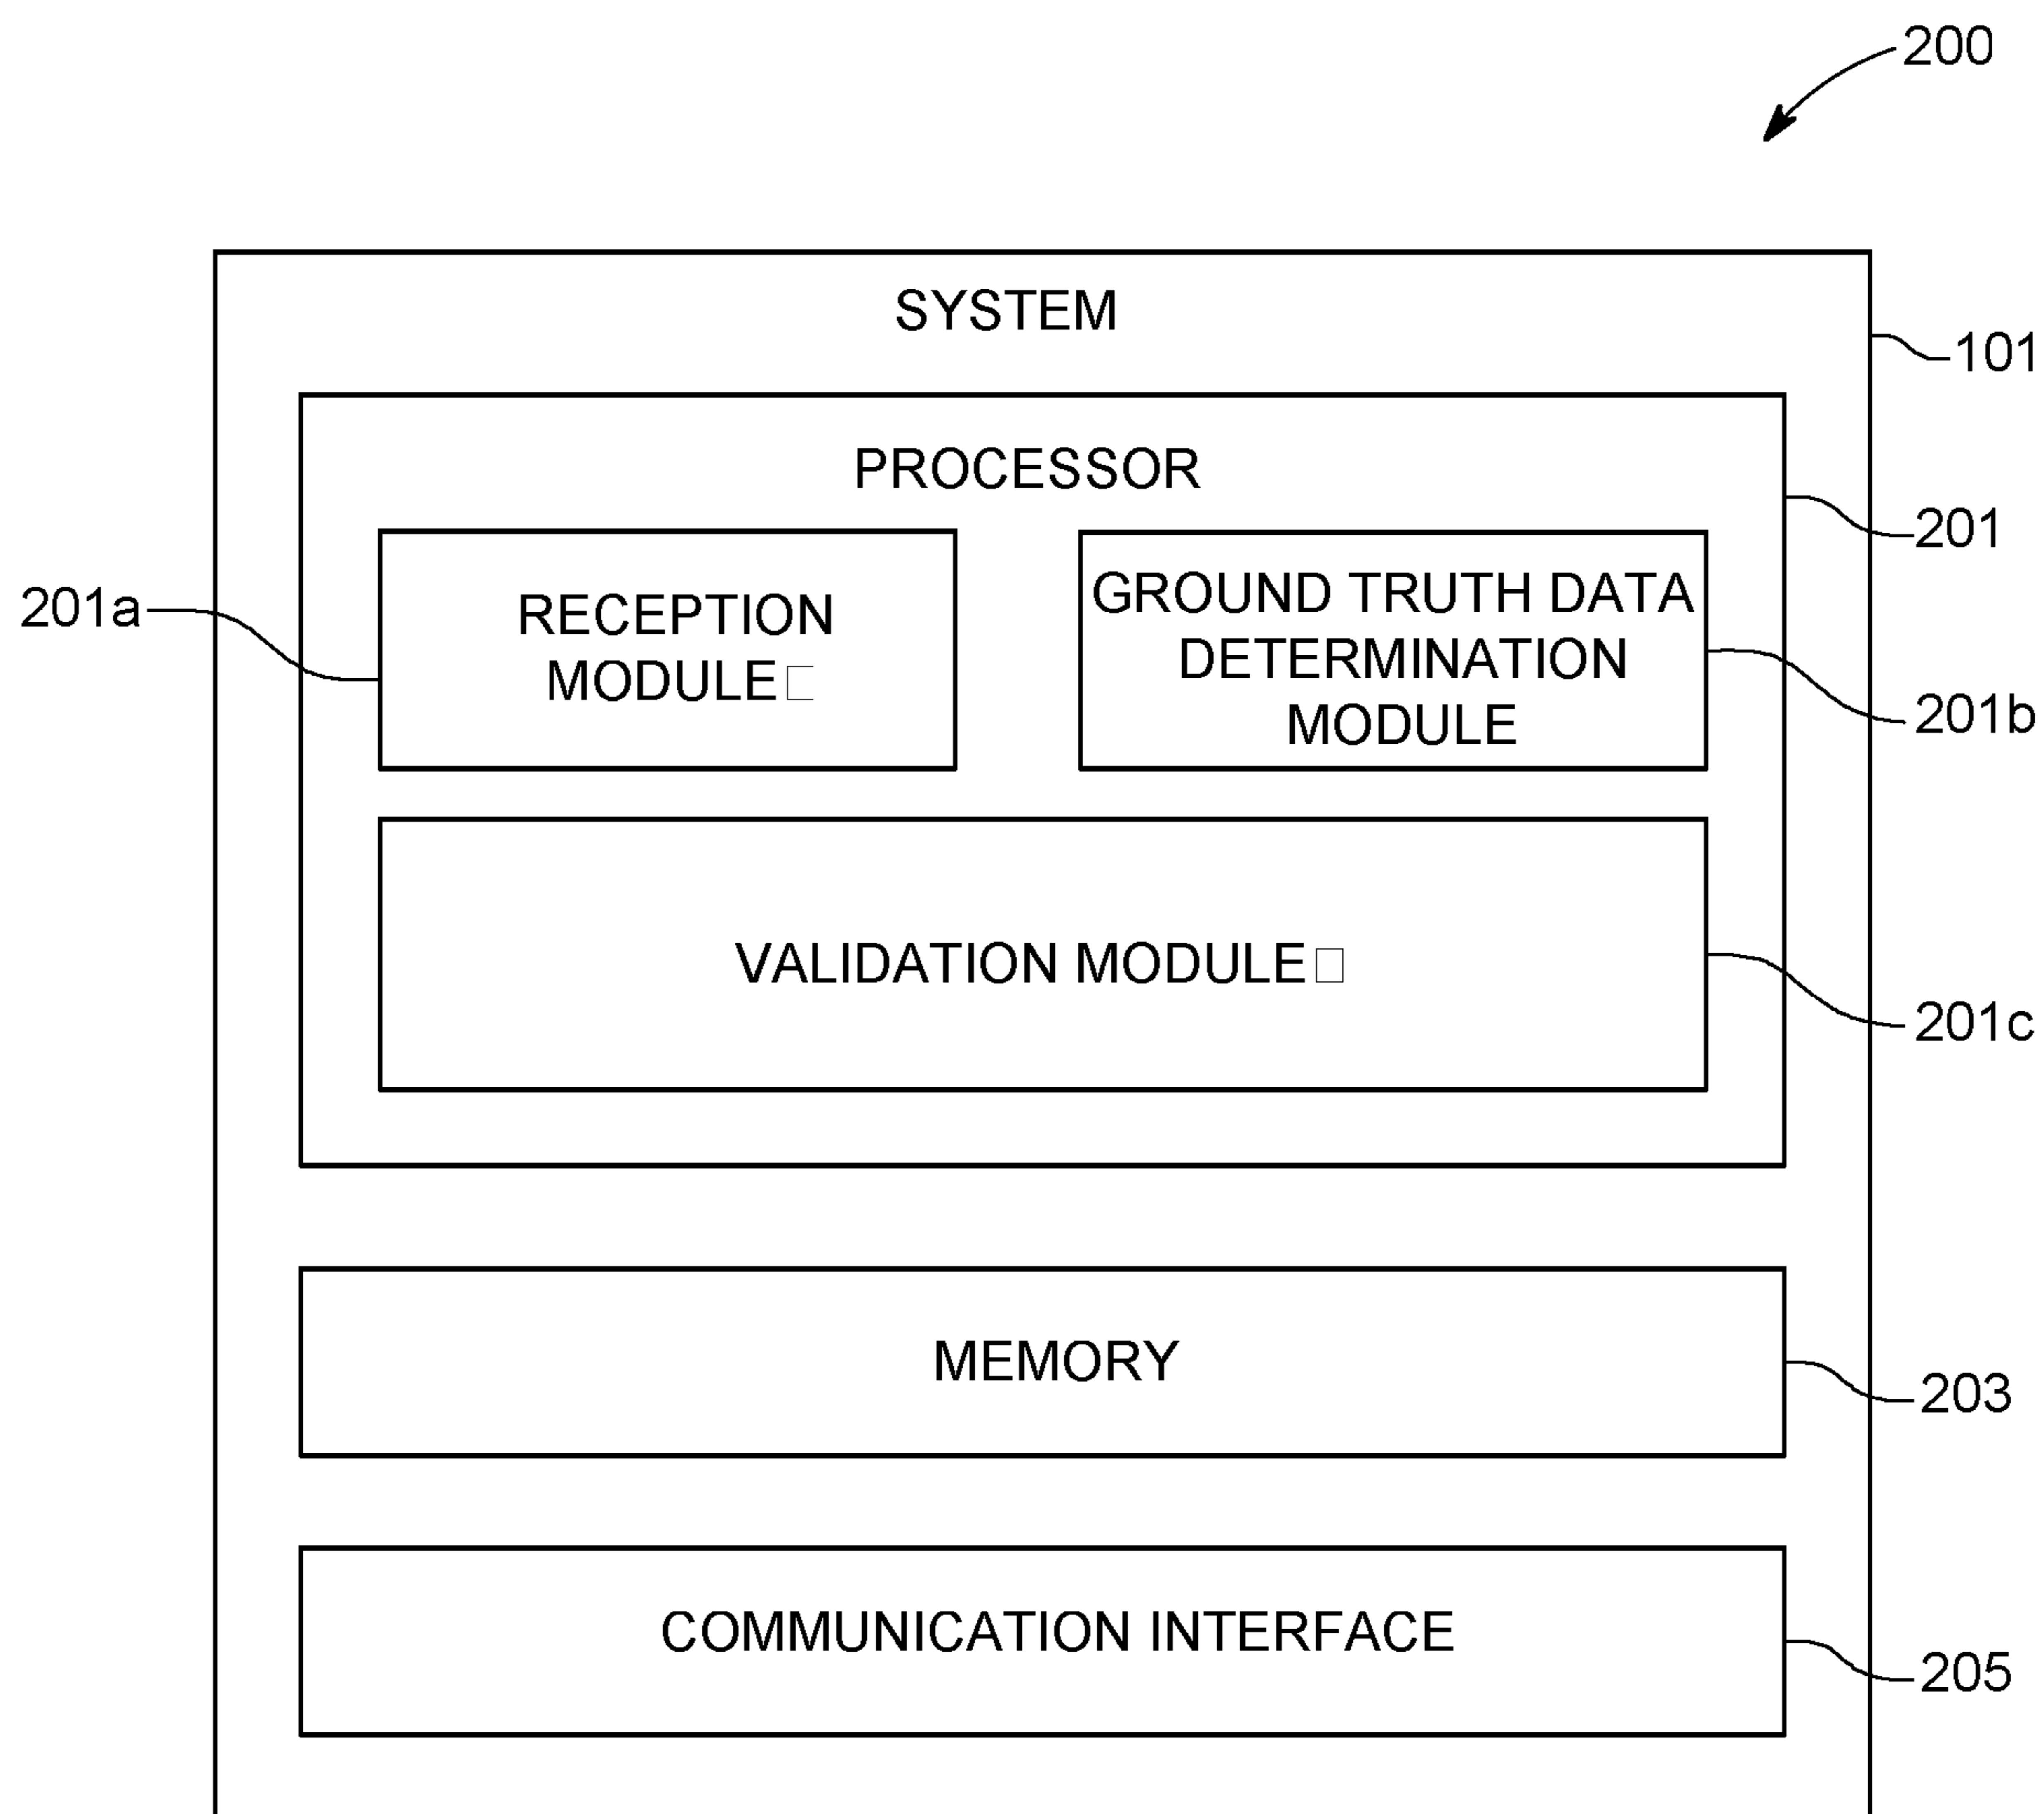 200
SYSTEM
101
PROCESSOR
201
201a
RECEPTION
MODULE
GROUND TRUTH DATA
DETERMINATION
MODULE
201b
VALIDATION MODULE
201c
MEMORY
203
COMMUNICATION INTERFACE
205